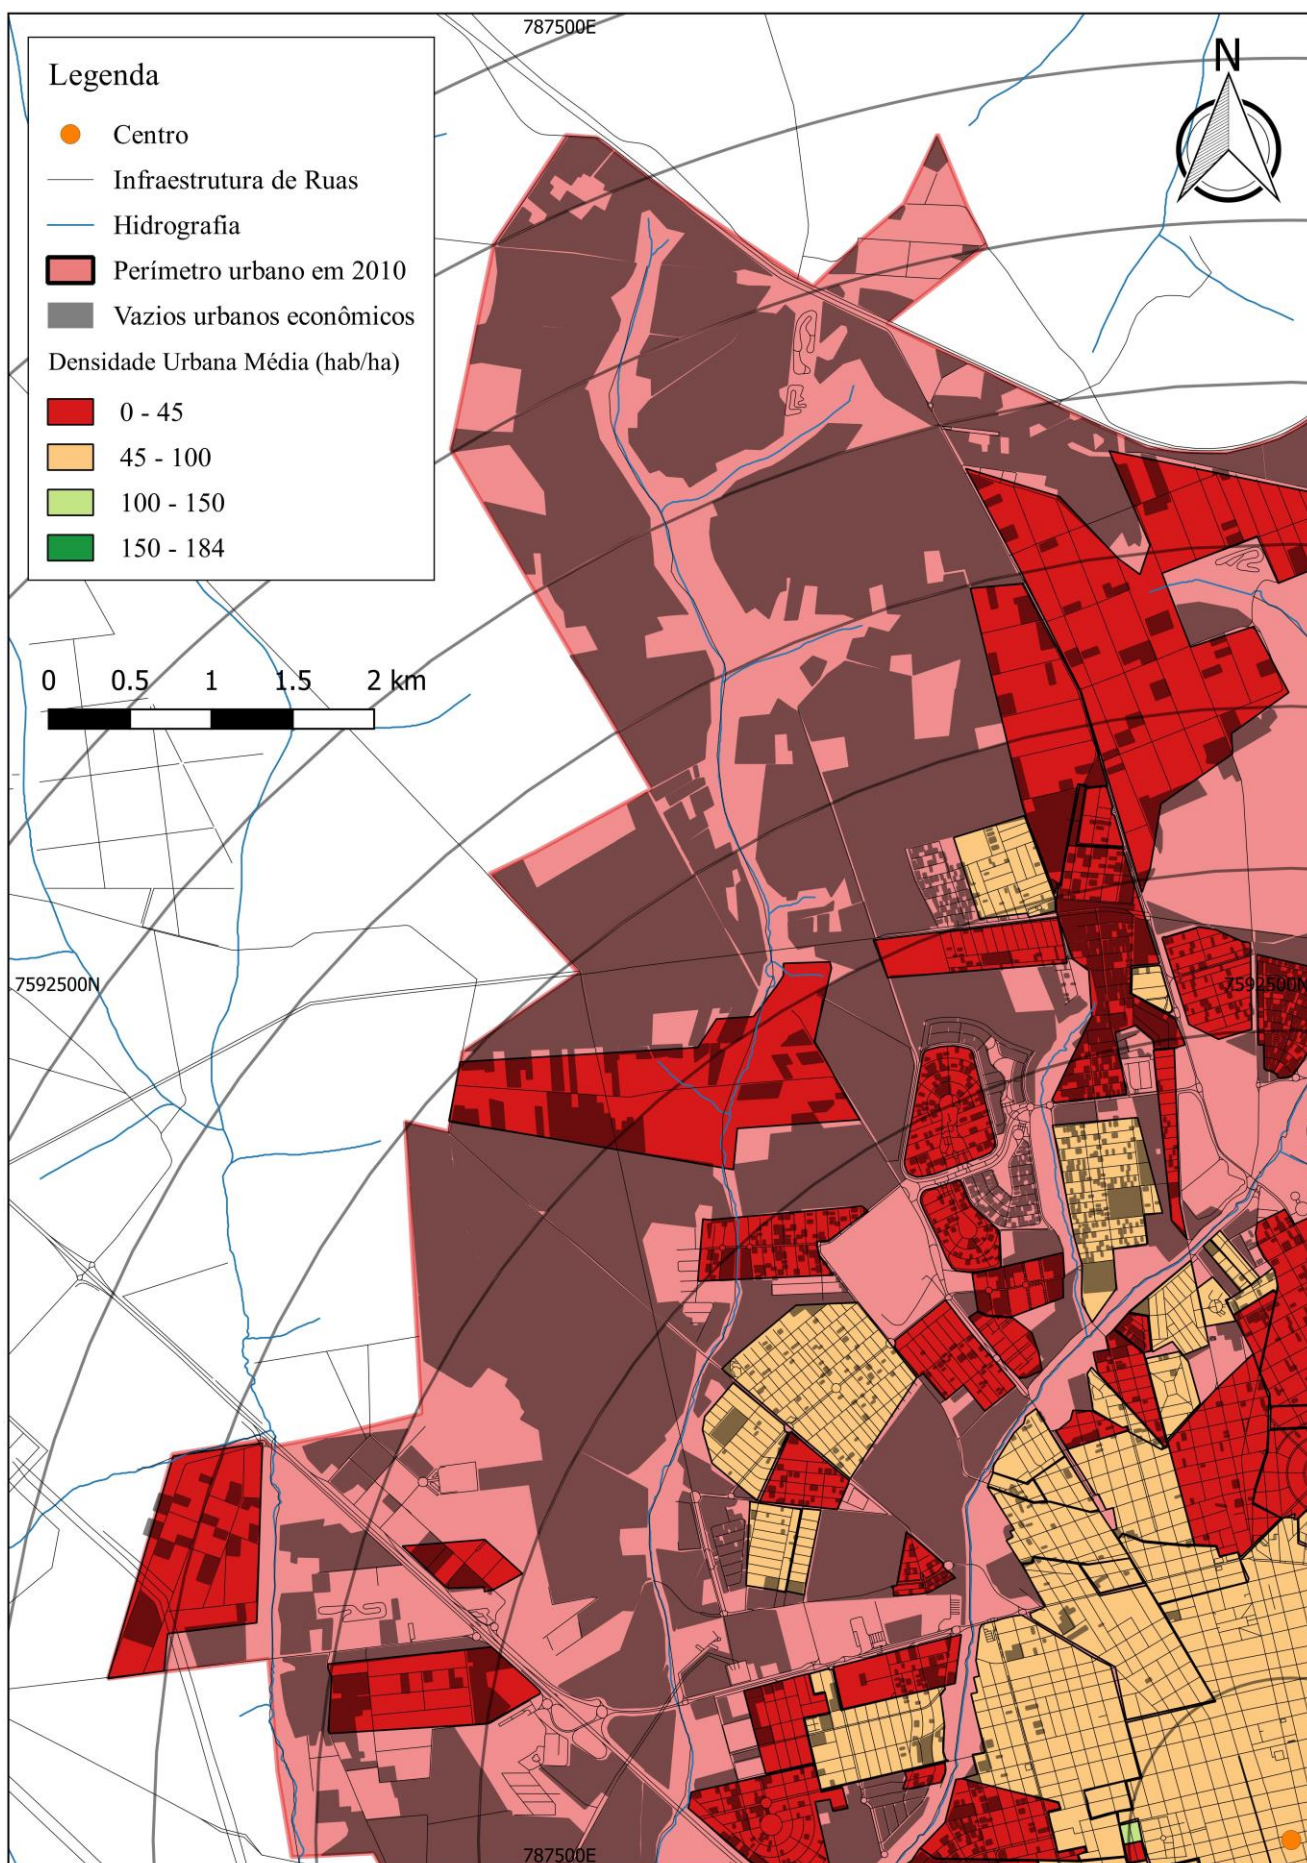 787500E
N
Legenda
Centro
Infraestrutura de Ruas
Hidrografia
Perímetro urbano em 2010
Vazios urbanos econômicos
Densidade Urbana Média (hab/ha)
0 - 45
45 - 100
100 - 150
150 - 184
0 0.5 1 1.5 2 km
7592500N 7592500N
787500E